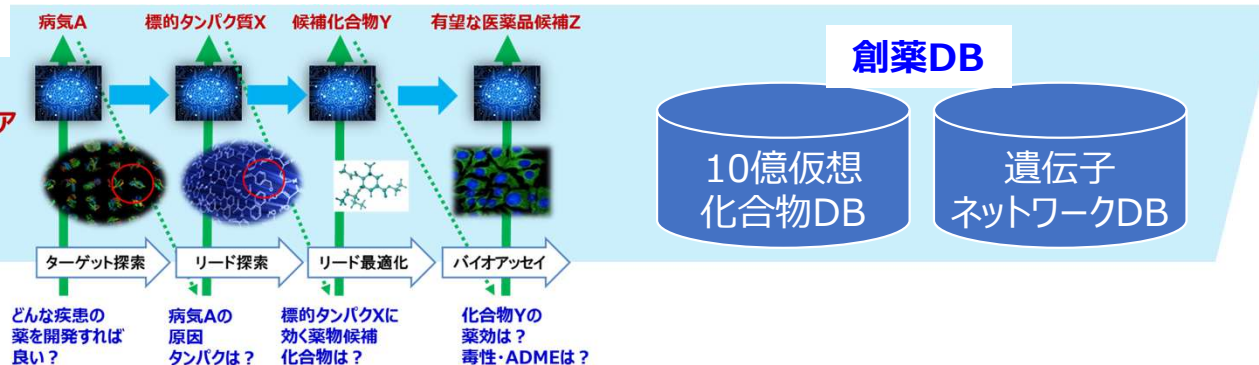 病気A
標的タンパク質X
候補化合物Y
有望な医薬品候補Z
ア
ターゲット探索
リード探索
リード最適化
バイオアッセイ
どんな疾患の
薬を開発すれば
良い？
病気Aの
原因
タンパクは？
標的タンパクXに
効く薬物候補
化合物は？
化合物Yの
薬効は？
毒性・ADMEは？
創薬DB
10億仮想
化合物DB
遺伝子
ネットワークDB